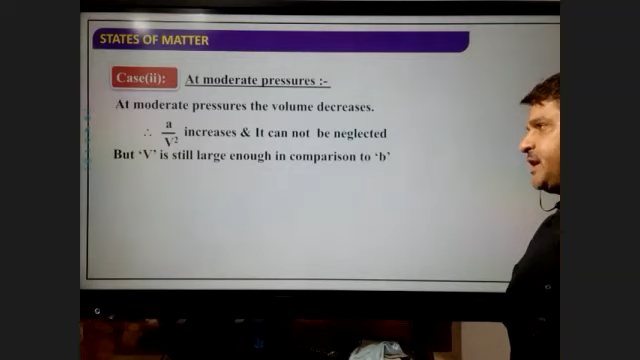 STATES OF MATTER
Case(ii): At moderate pressures :-
At moderate pressures the volume decreases.
∴ a/V² increases & It can not be neglected
But ‘V’ is still large enough in comparison to ‘b’